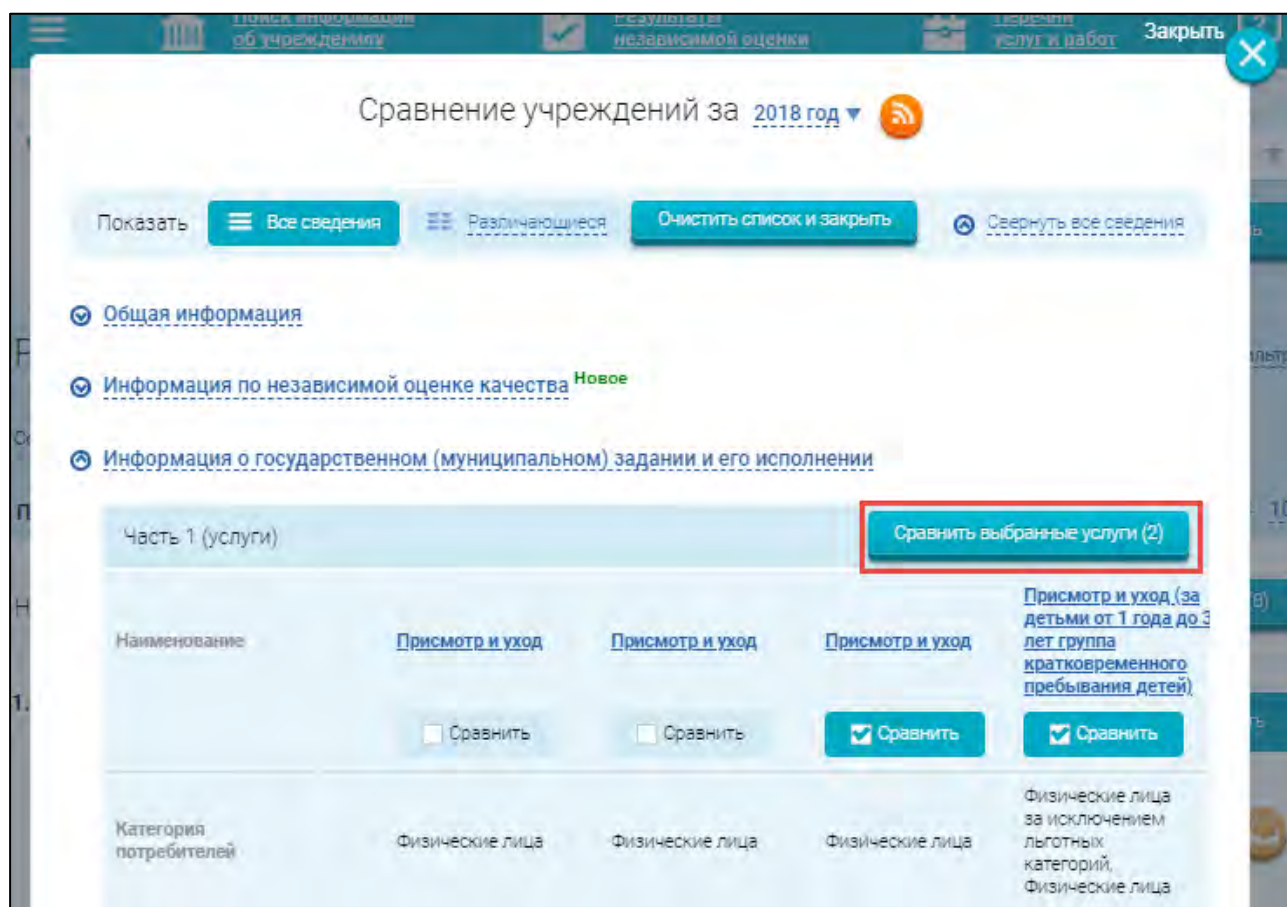 Поиск информации
об учреждениях
Результаты
независимой оценки
Перечни
услуг и работ
Закрыть
Сравнение учреждений за 2018 год
Показать
Все сведения
Различающиеся
Очистить список и закрыть
Свернуть все сведения
Общая информация
Информация по независимой оценке качества Новое
Информация о государственном (муниципальном) задании и его исполнении
Часть 1 (услуги)
Сравнить выбранные услуги (2)
Наименование
Присмотр и уход
Присмотр и уход
Присмотр и уход
Присмотр и уход (за
детьми от 1 года до 3
лет группа
кратковременного
пребывания детей)
Сравнить
Сравнить
Сравнить
Сравнить
Категория
потребителей
Физические лица
Физические лица
Физические лица
Физические лица
за исключением
льготных
категорий,
Физические лица
1.